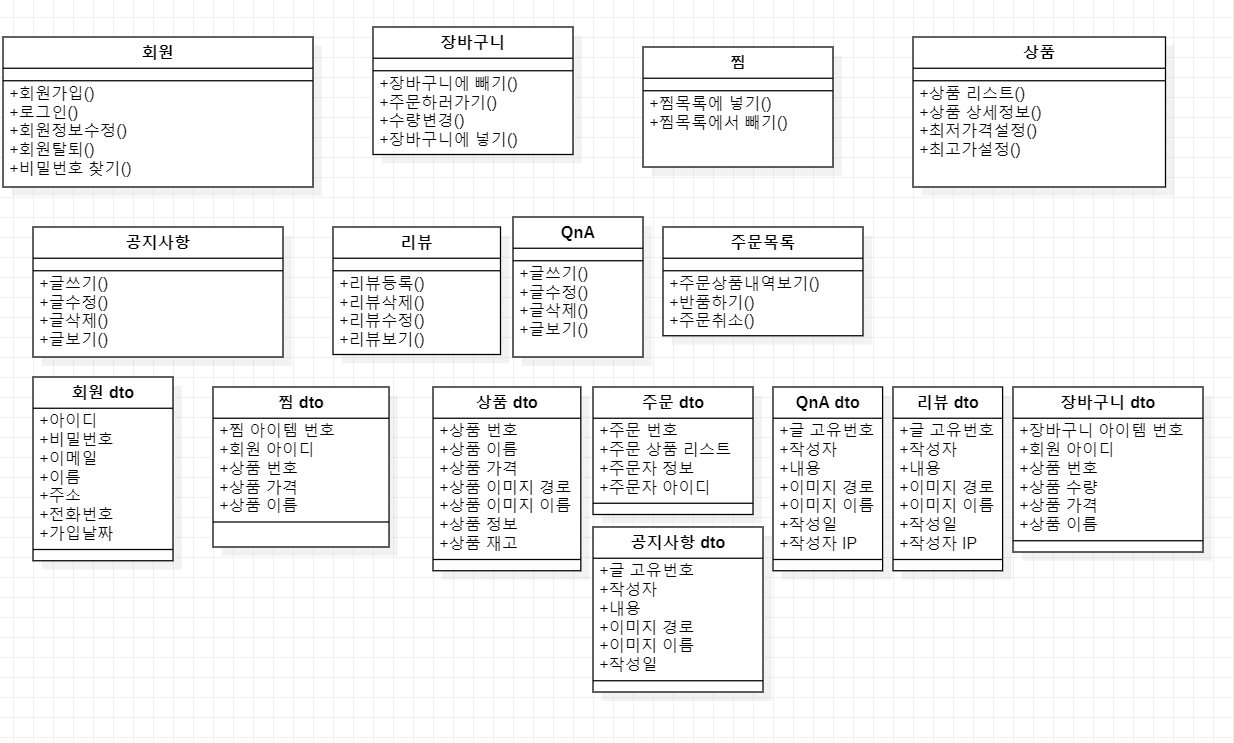 회원
+회원가입()
+로그인()
+회원정보수정()
+회원탈퇴()
+비밀번호 찾기()
장바구니
+장바구니에 빼기()
+주문하러가기()
+수량변경()
+장바구니에 넣기()
찜
+찜목록에 넣기()
+찜목록에서 빼기()
상품
+상품 리스트()
+상품 상세정보()
+최저가격설정()
+최고가설정()
공지사항
+글쓰기()
+글수정()
+글삭제()
+글보기()
리뷰
+리뷰등록()
+리뷰삭제()
+리뷰수정()
+리뷰보기()
QnA
+글쓰기()
+글수정()
+글삭제()
+글보기()
주문목록
+주문상품내역보기()
+반품하기()
+주문취소()
회원 dto
+아이디
+비밀번호
+이메일
+이름
+주소
+전화번호
+가입날짜
찜 dto
+찜 아이템 번호
+회원 아이디
+상품 번호
+상품 가격
+상품 이름
상품 dto
+상품 번호
+상품 이름
+상품 가격
+상품 이미지 경로
+상품 이미지 이름
+상품 정보
+상품 재고
주문 dto
+주문 번호
+주문 상품 리스트
+주문자 정보
+주문자 아이디
공지사항 dto
+글 고유번호
+작성자
+내용
+이미지 경로
+이미지 이름
+작성일
QnA dto
+글 고유번호
+작성자
+내용
+이미지 경로
+이미지 이름
+작성일
+작성자 IP
리뷰 dto
+글 고유번호
+작성자
+내용
+이미지 경로
+이미지 이름
+작성일
+작성자 IP
장바구니 dto
+장바구니 아이템 번호
+회원 아이디
+상품 번호
+상품 수량
+상품 가격
+상품 이름